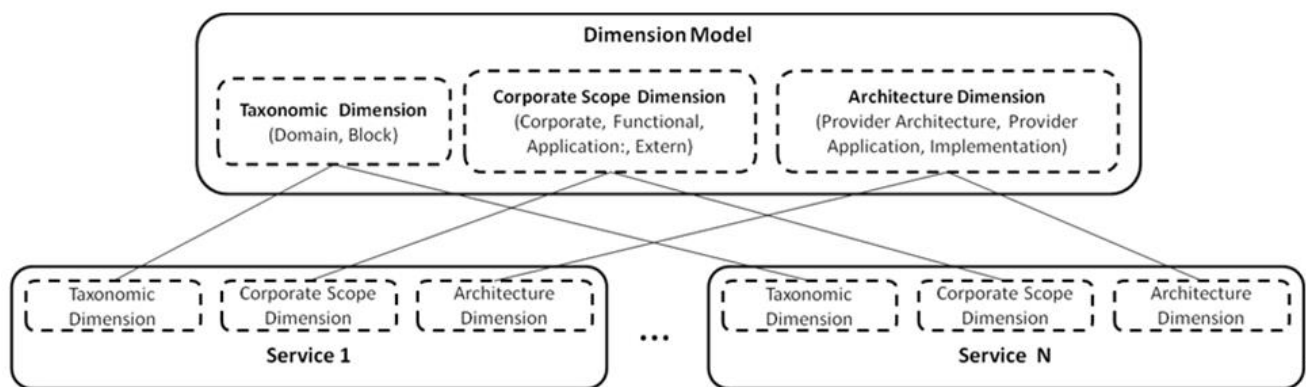 Dimension Model
Taxonomic Dimension
(Domain, Block)
Corporate Scope Dimension
(Corporate, Functional,
Application:, Extern)
Architecture Dimension
(Provider Architecture, Provider
Application, Implementation)
Taxonomic
Dimension
Corporate Scope
Dimension
Architecture
Dimension
Service 1
...
Taxonomic
Dimension
Corporate Scope
Dimension
Architecture
Dimension
Service N